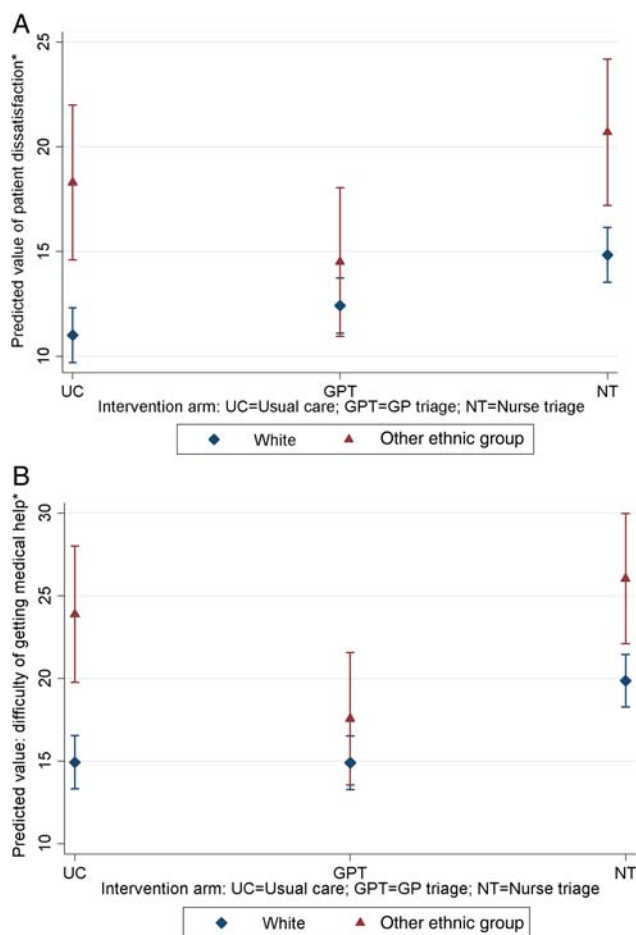 A
Predicted value of patient dissatisfaction*
25
20
15
10
UC
GPT
NT
Intervention arm: UC=Usual care; GPT=GP triage; NT=Nurse triage
White
Other ethnic group
B
Predicted value: difficulty of getting medical help*
30
25
20
15
10
UC
GPT
NT
Intervention arm: UC=Usual care; GPT=GP triage; NT=Nurse triage
White
Other ethnic group